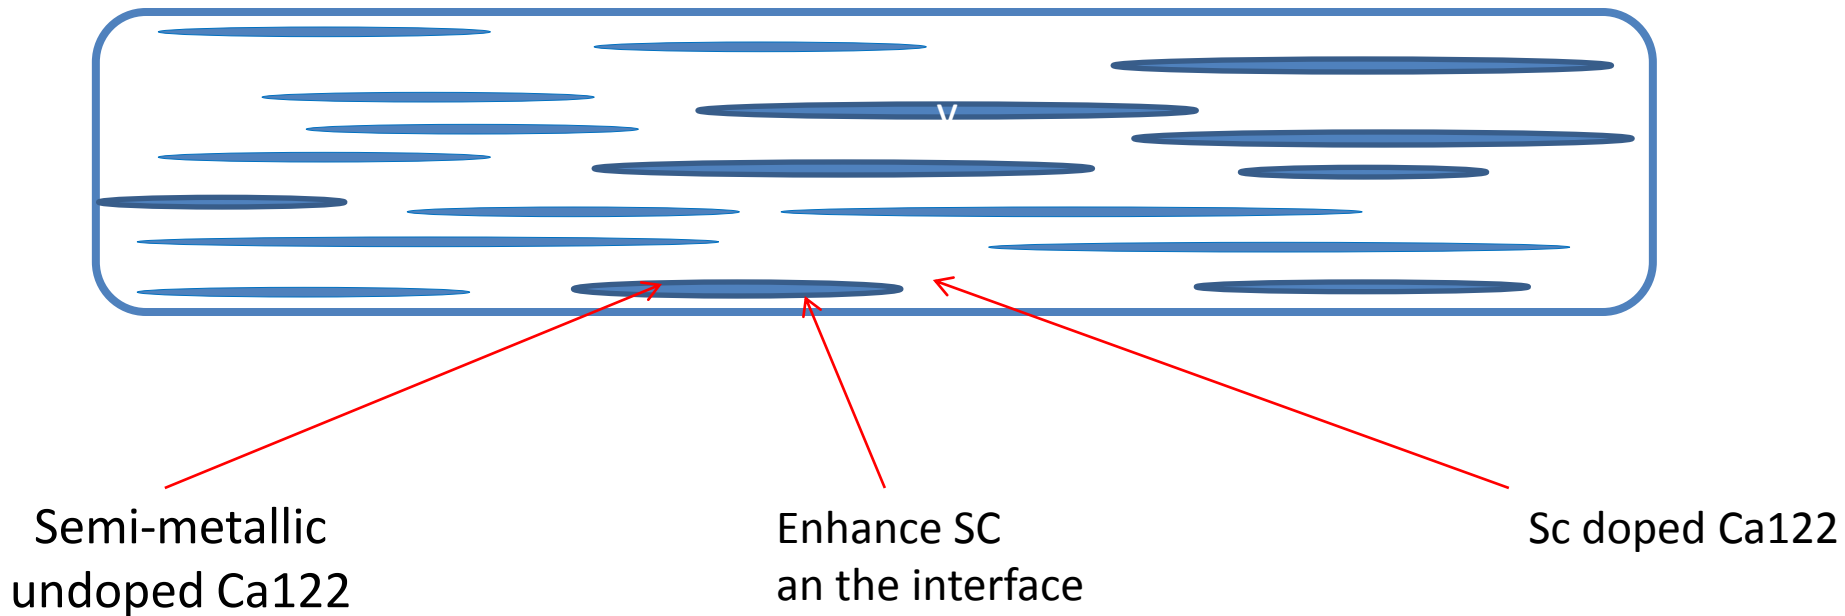 v
Semi-metallic
undoped Ca122
Enhance SC
an the interface
Sc doped Ca122